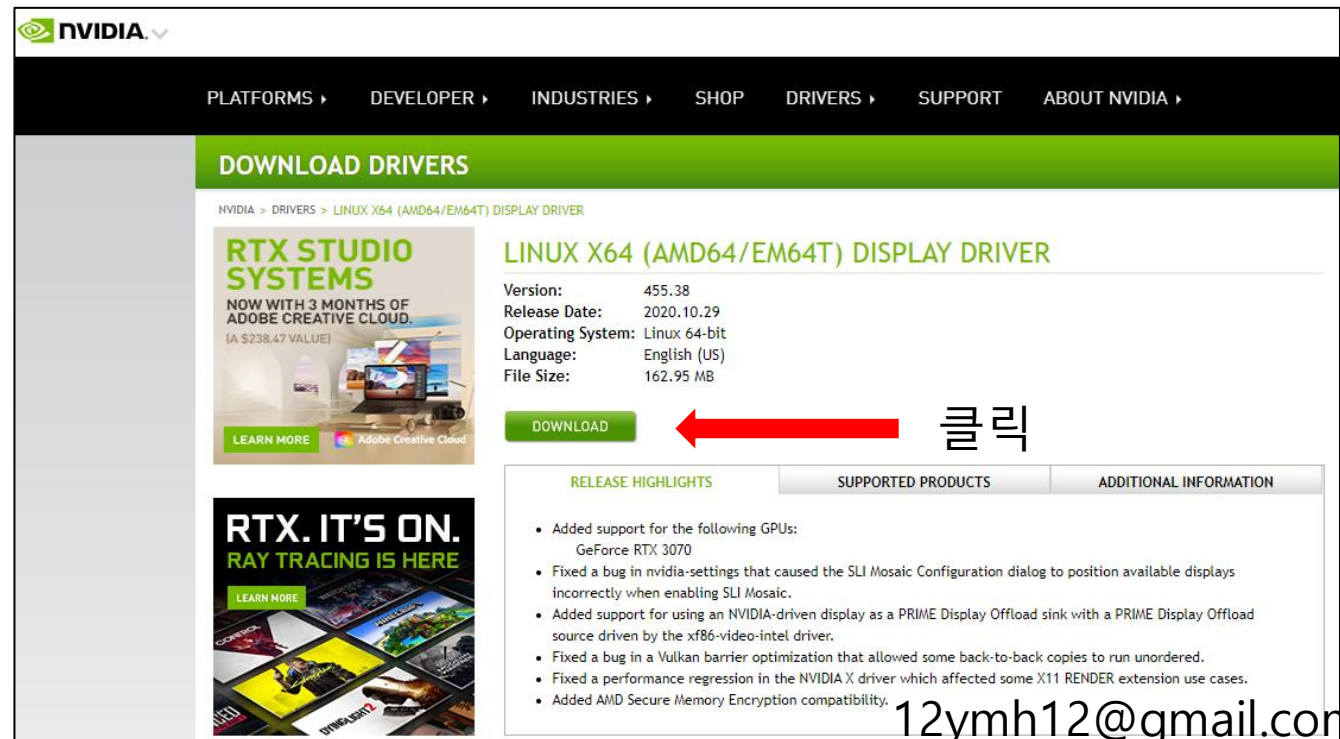 NVIDIA.
PLATFORMS DEVELOPER INDUSTRIES SHOP DRIVERS SUPPORT ABOUT NVIDIA
DOWNLOAD DRIVERS
NVIDIA > DRIVERS > LINUX X64 (AMD64/EM64T) DISPLAY DRIVER
RTX STUDIO
SYSTEMS
NOW WITH 3 MONTHS OF
ADOBE CREATIVE CLOUD.
(A $238.47 VALUE)
LEARN MORE
Adobe Creative Cloud
LINUX X64 (AMD64/EM64T) DISPLAY DRIVER
Version: 455.38
Release Date: 2020.10.29
Operating System: Linux 64-bit
Language: English (US)
File Size: 162.95 MB
DOWNLOAD
클릭
RELEASE HIGHLIGHTS SUPPORTED PRODUCTS ADDITIONAL INFORMATION
RTX. IT'S ON.
RAY TRACING IS HERE
LEARN MORE
CONTROL
MINECRAFT
DYING LIGHT 2
• Added support for the following GPUs:
GeForce RTX 3070
• Fixed a bug in nvidia-settings that caused the SLI Mosaic Configuration dialog to position available displays
incorrectly when enabling SLI Mosaic.
• Added support for using an NVIDIA-driven display as a PRIME Display Offload sink with a PRIME Display Offload
source driven by the xf86-video-intel driver.
• Fixed a bug in a Vulkan barrier optimization that allowed some back-to-back copies to run unordered.
• Fixed a performance regression in the NVIDIA X driver which affected some X11 RENDER extension use cases.
• Added AMD Secure Memory Encryption compatibility.
12ymh12@gmail.com